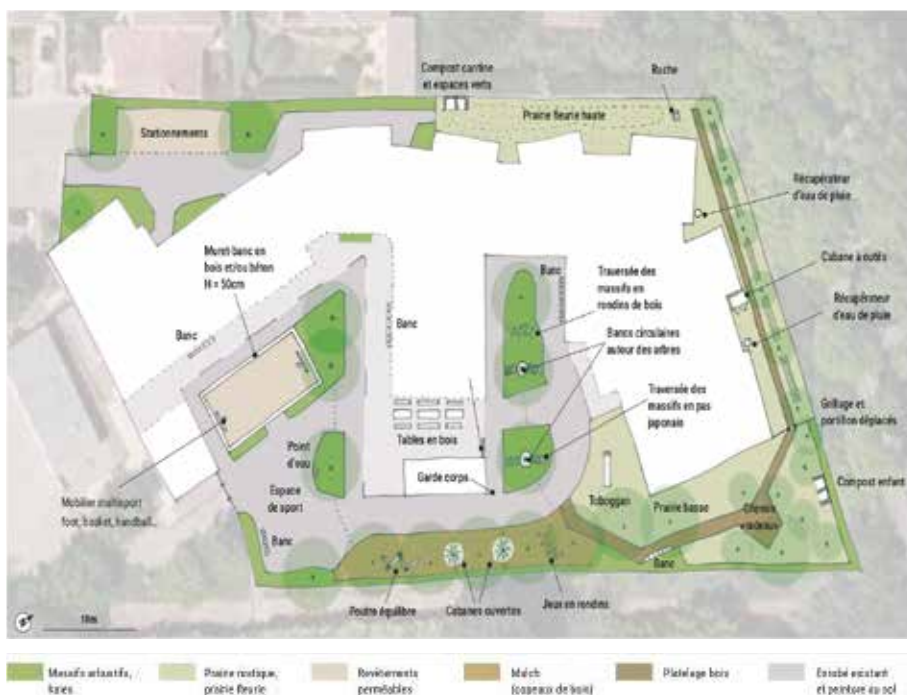 Compost cantine
et espaces verts
Ruche
Prairie fleurie haute
Stationnements
Récupérateur
d'eau de pluie
Muret-banc en
bois et/ou béton
H = 50cm
Banc
Traversée des
massifs en
rondins de bois
Cabane à outils
Banc
Banc
Bancs circulaires
autour des arbres
Récupérateur
d'eau de pluie
Traversée des
massifs en pas
japonais
Grillage et
portillon déplacés
Tables en bois
Point
d'eau
Garde corps
Compost enfant
Mobilier multisport
foot, basket, handball...
Espace
de sport
Toboggan
Prairie basse
Chemin
Banc
Banc
Poutre équilibre
Cabanes ouvertes
Jeux en rondins
10m
Massifs arbustifs,
haies
Prairie rustique,
prairie fleurie
Revêtements
perméables
Mulch
(copeaux de bois)
Platelage bois
Enrobé existant
et peinture au sol